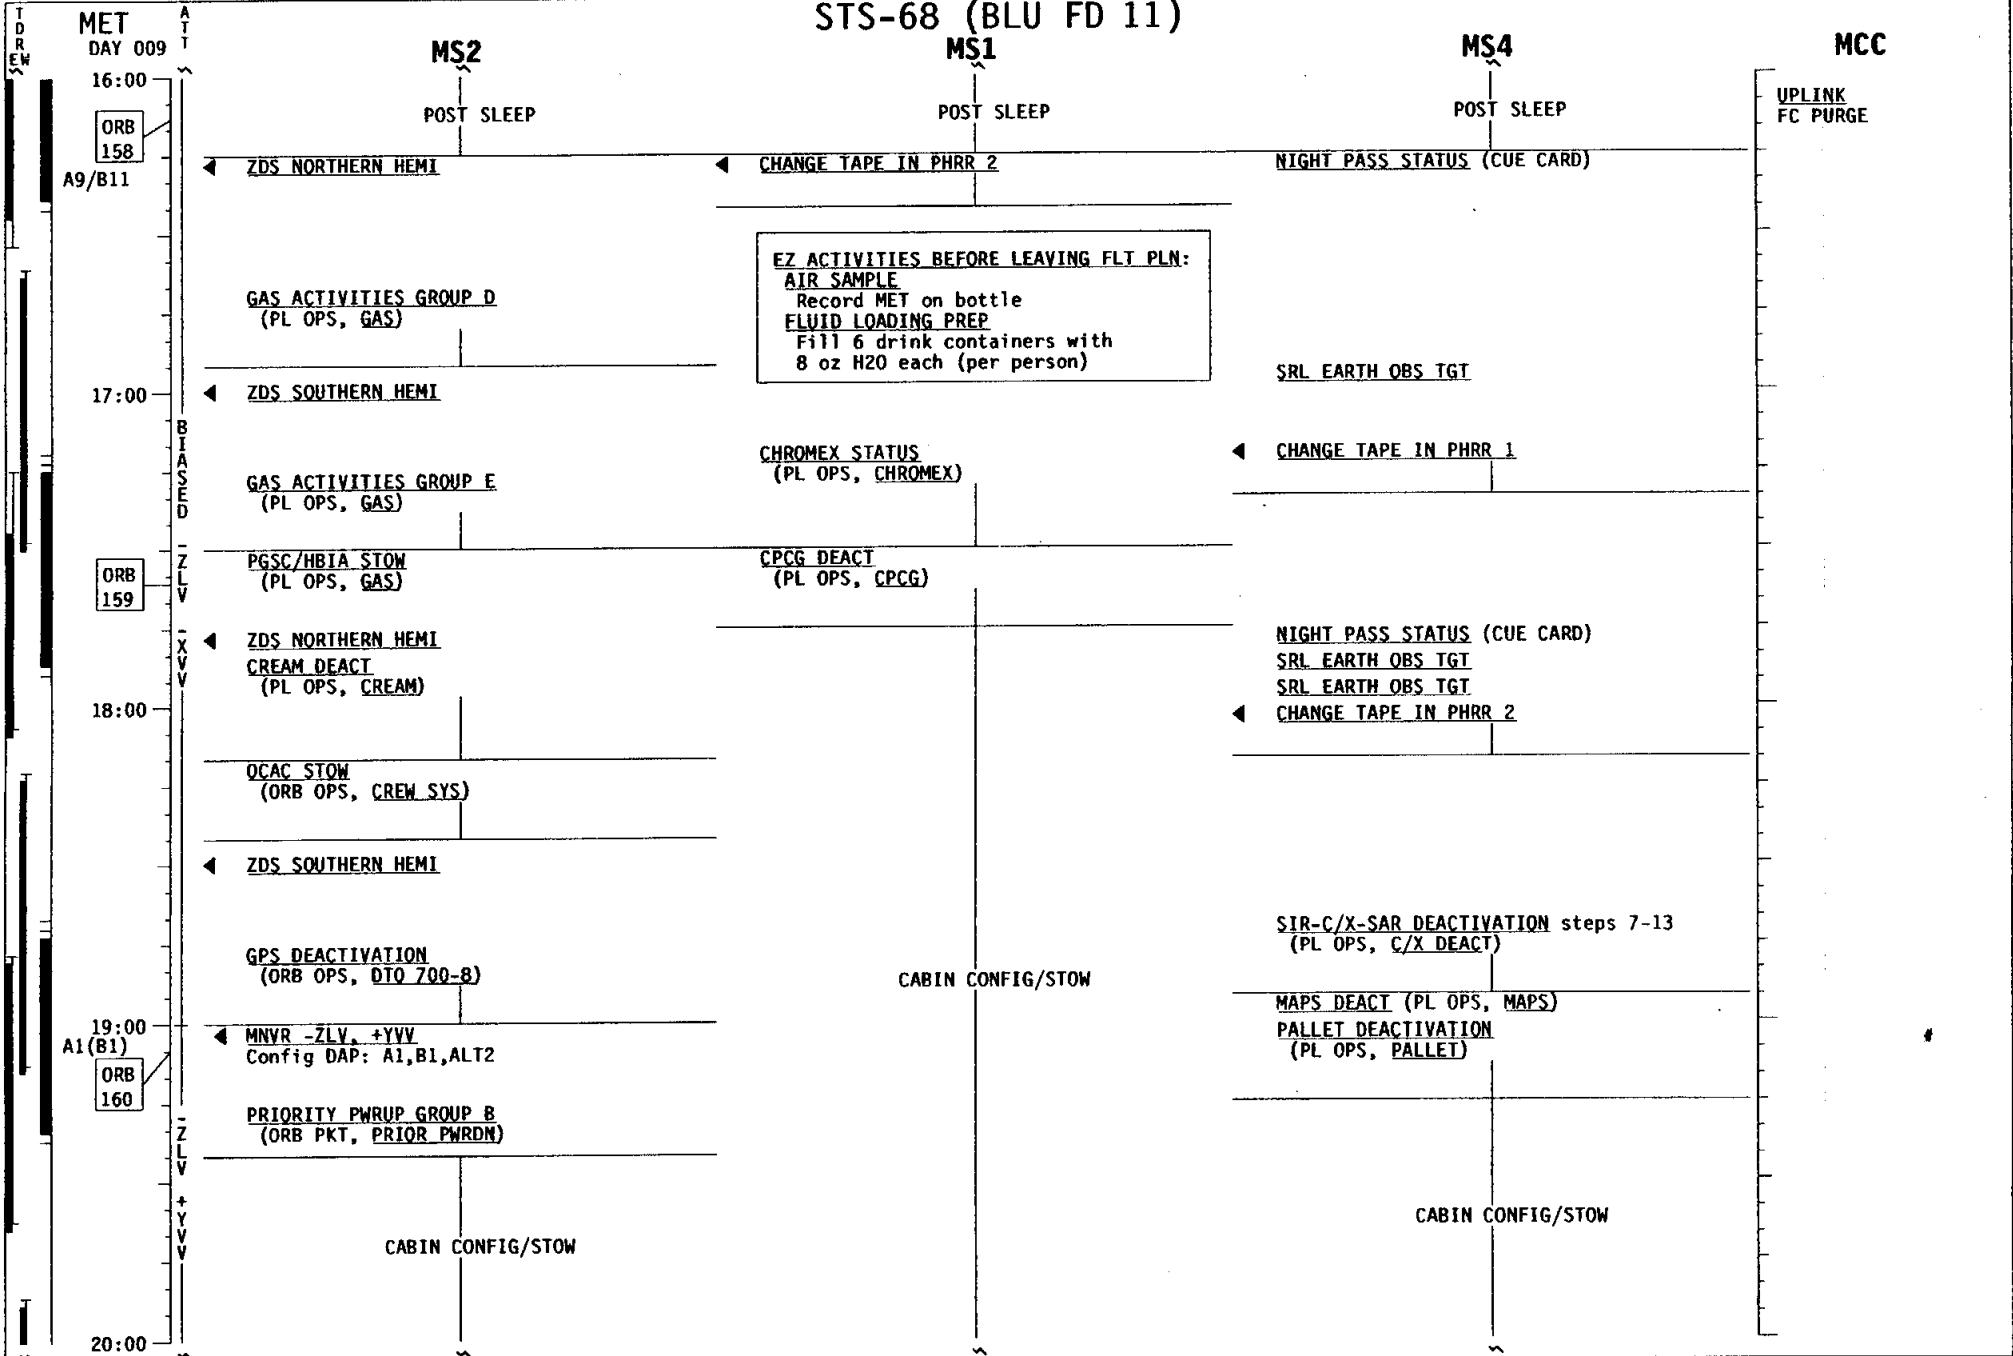 STS-68 (BLU FD 11)
TDRE W
MET
DAY 009
ATT
MS2
MS1
MS4
MCC
16:00
POST SLEEP
POST SLEEP
POST SLEEP
UPLINK
FC PURGE
ORB
158
A9/B11
ZDS NORTHERN HEMI
CHANGE TAPE IN PHRR 2
NIGHT PASS STATUS (CUE CARD)
EZ ACTIVITIES BEFORE LEAVING FLT PLN:
AIR SAMPLE
Record MET on bottle
FLUID LOADING PREP
Fill 6 drink containers with
8 oz H2O each (per person)
GAS ACTIVITIES GROUP D
(PL OPS, GAS)
SRL EARTH OBS TGT
17:00
ZDS SOUTHERN HEMI
BIASED
-ZLV
-XVV
CHROMEX STATUS
(PL OPS, CHROMEX)
CHANGE TAPE IN PHRR 1
GAS ACTIVITIES GROUP E
(PL OPS, GAS)
ORB
159
PGSC/HBIA STOW
(PL OPS, GAS)
CPCG DEACT
(PL OPS, CPCG)
ZDS NORTHERN HEMI
CREAM DEACT
(PL OPS, CREAM)
NIGHT PASS STATUS (CUE CARD)
SRL EARTH OBS TGT
SRL EARTH OBS TGT
18:00
CHANGE TAPE IN PHRR 2
OCAC STOW
(ORB OPS, CREW SYS)
ZDS SOUTHERN HEMI
SIR-C/X-SAR DEACTIVATION steps 7-13
(PL OPS, C/X DEACT)
GPS DEACTIVATION
(ORB OPS, DTO 700-8)
CABIN CONFIG/STOW
MAPS DEACT (PL OPS, MAPS)
19:00
A1(B1)
ORB
160
MNVR -ZLV, +YVV
Config DAP: A1,B1,ALT2
PALLET DEACTIVATION
(PL OPS, PALLET)
PRIORITY PWRUP GROUP B
(ORB PKT, PRIOR PWRDN)
-ZLV
+YVV
CABIN CONFIG/STOW
CABIN CONFIG/STOW
20:00